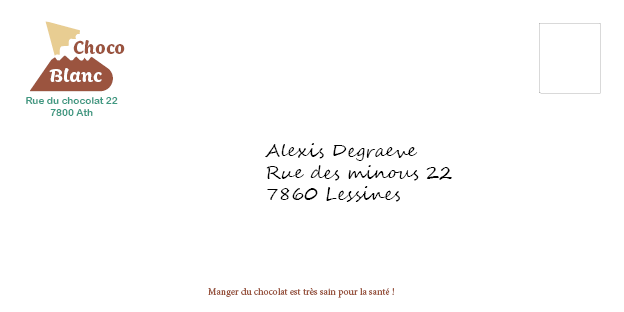 Choco
Blanc
Rue du chocolat 22
7800 Ath
Alexis Degraeve
Rue des minous 22
7860 Lessines
Manger du chocolat est très sain pour la santé !